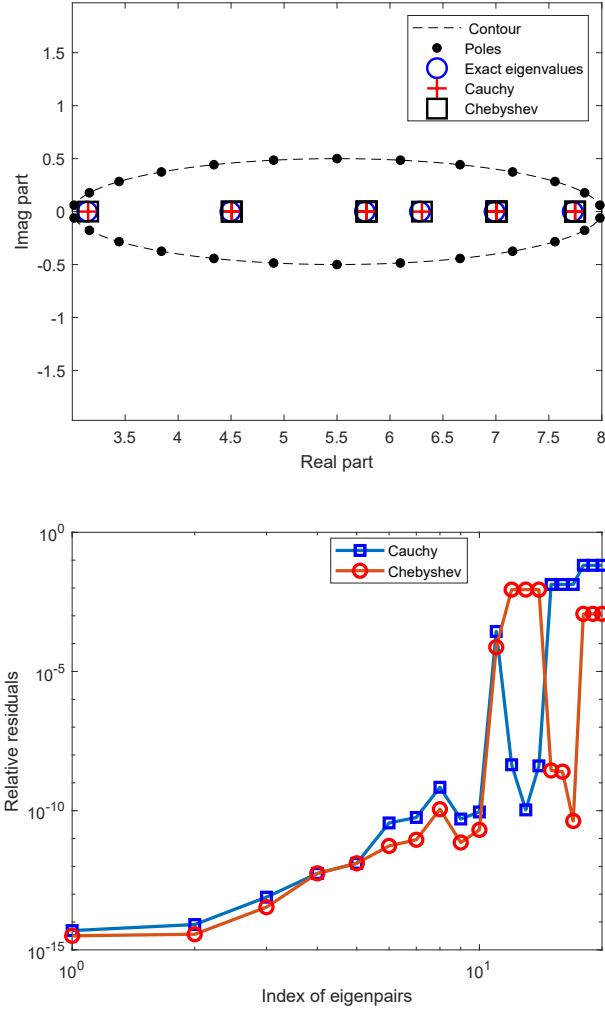 Contour
Poles
Exact eigenvalues
Cauchy
Chebyshev
1.5
1
0.5
0
-0.5
-1
-1.5
Imag part
3.5 4 4.5 5 5.5 6 6.5 7 7.5 8
Real part
Cauchy
Chebyshev
10^0
10^-5
10^-10
10^-15
Relative residuals
10^0 10^1
Index of eigenpairs